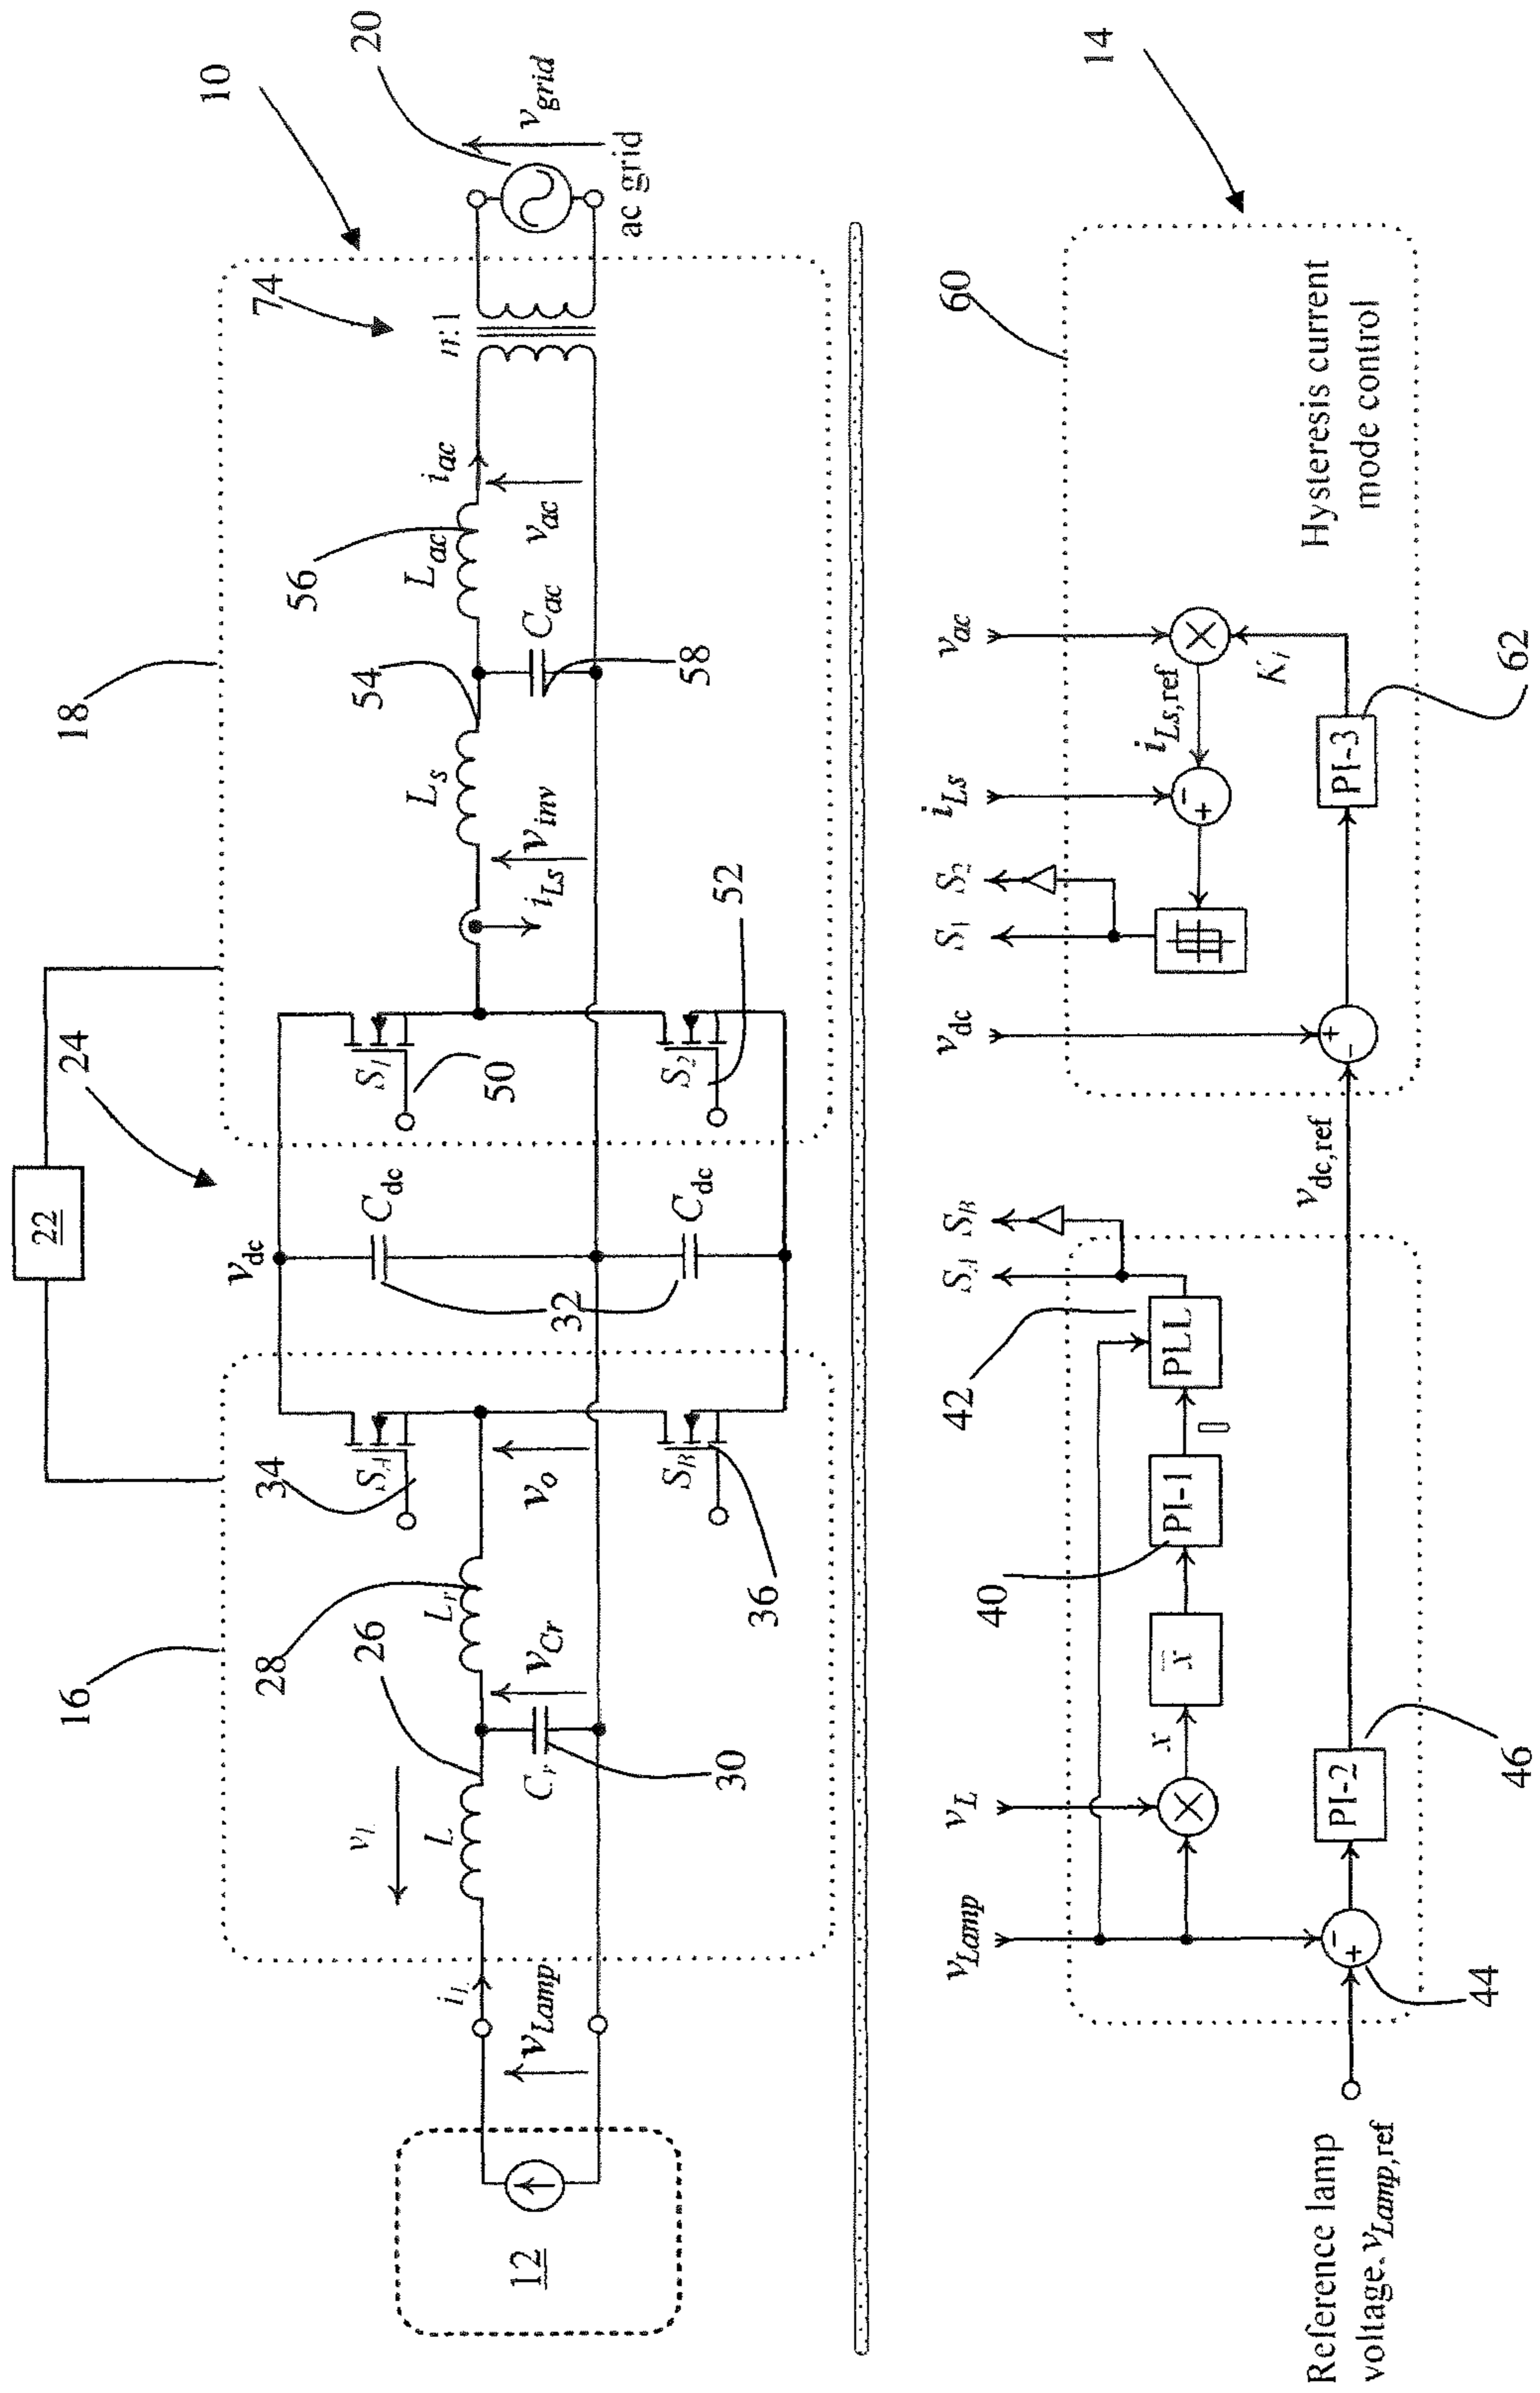 10
22
24
18
74
20
16
n:1
v_grid
ac grid
V_dc
C_dc
C_dc
32
34
S_A
S_B
36
v_o
28
L_r
26
v_Cr
C_r
30
L
i_1
v_Lamp
12
S_1
50
S_2
52
i_Ls
v_inv
L_s
54
L_ac
56
C_ac
58
i_ac
v_ac
14
60
v_Lamp
v_L
S_A
S_B
v_dc
S_1
S_2
i_Ls
v_ac
42
PLL
40
PI-1
x̄
x
i_Ls,ref
K_i
PI-3
62
Hysteresis current
mode control
v_dc,ref
PI-2
46
44
Reference lamp
voltage. v_Lamp,ref